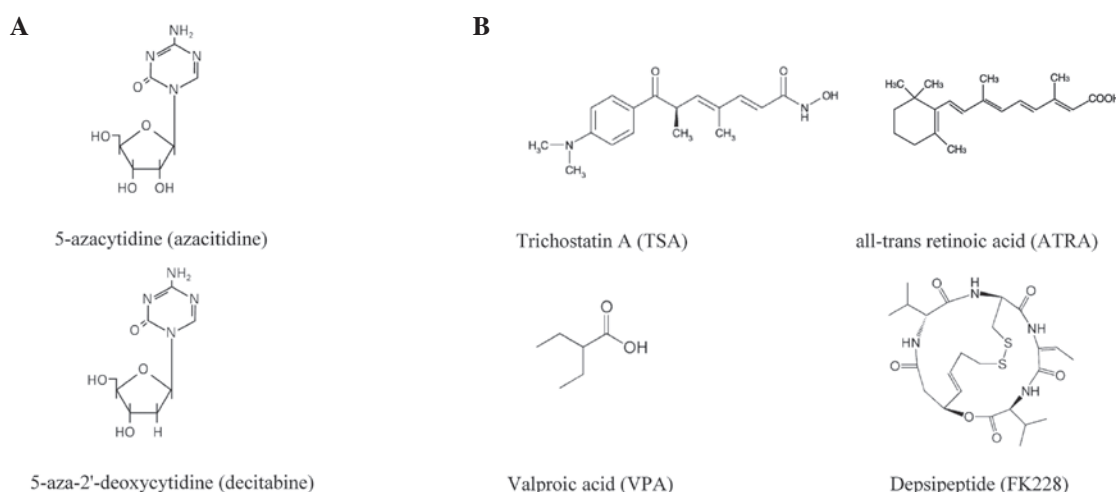 A
B
NH₂
N
N
O
N
HO
O
HO
OH
5-azacytidine (azacitidine)
O
O
N
H
OH
CH₃
CH₃
H₃C
N
CH₃
Trichostatin A (TSA)
H₃C
CH₃
CH₃
CH₃
COOH
CH₃
all-trans retinoic acid (ATRA)
NH₂
N
N
O
N
HO
O
HO
H
5-aza-2'-deoxycytidine (decitabine)
O
OH
Valproic acid (VPA)
O
H
N
O
NH
S
S
HN
O
O
NH
O
O
Depsipeptide (FK228)